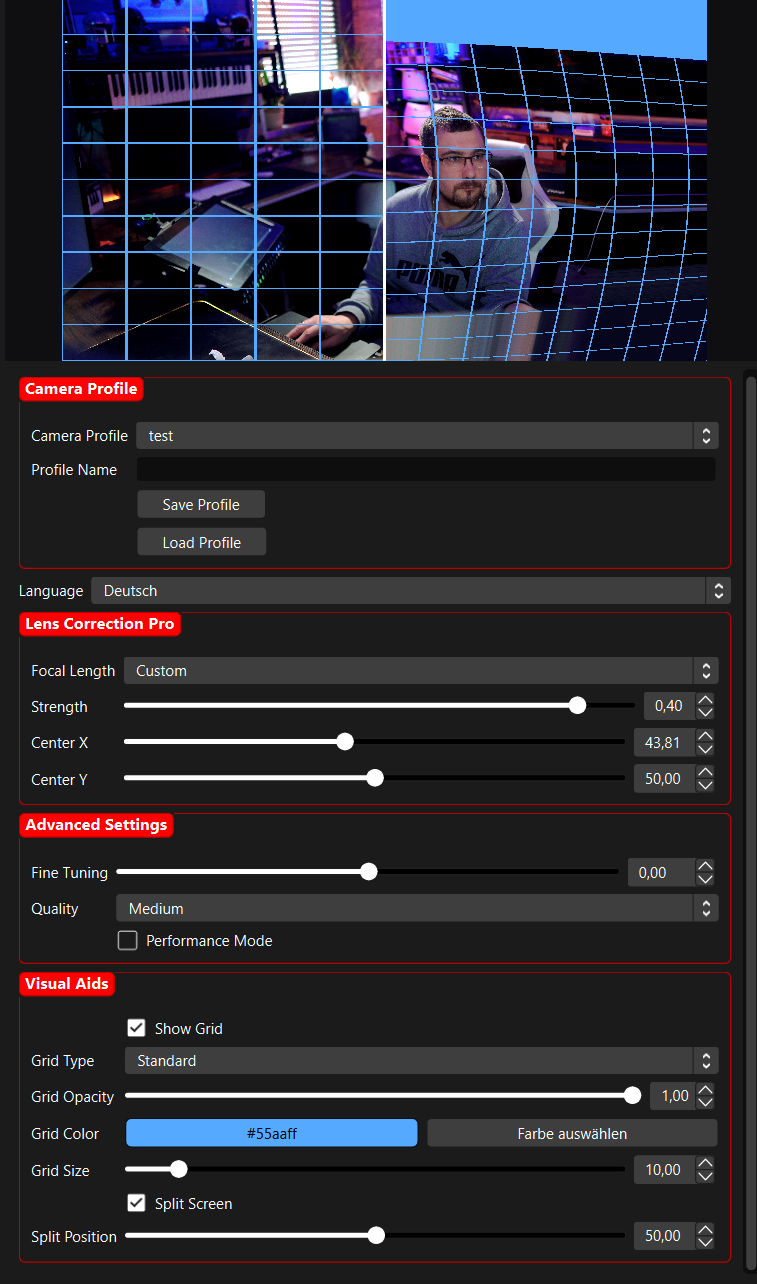 PUMA
Camera Profile
Camera Profile test
Profile Name
Save Profile
Load Profile
Language Deutsch
Lens Correction Pro
Focal Length Custom
Strength 0,40
Center X 43,81
Center Y 50,00
Advanced Settings
Fine Tuning 0,00
Quality Medium
Performance Mode
Visual Aids
Show Grid
Grid Type Standard
Grid Opacity 1,00
Grid Color #55aaff Farbe auswählen
Grid Size 10,00
Split Screen
Split Position 50,00